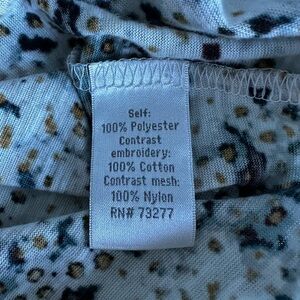 Self:
100% Polyester
Contrast
embroidery:
100% Cotton
Contrast mesh:
100% Nylon
RN# 73277